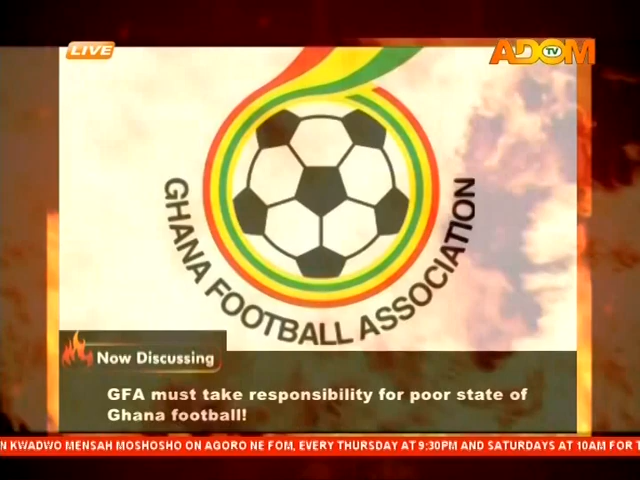 LIVE
ADOM TV
GHANA FOOTBALL ASSOCIATION
Now Discussing
GFA must take responsibility for poor state of
Ghana football!
N KWADWO MENSAH MOSHOSHO ON AGORO NE FOM, EVERY THURSDAY AT 9:30PM AND SATURDAYS AT 10AM FOR T